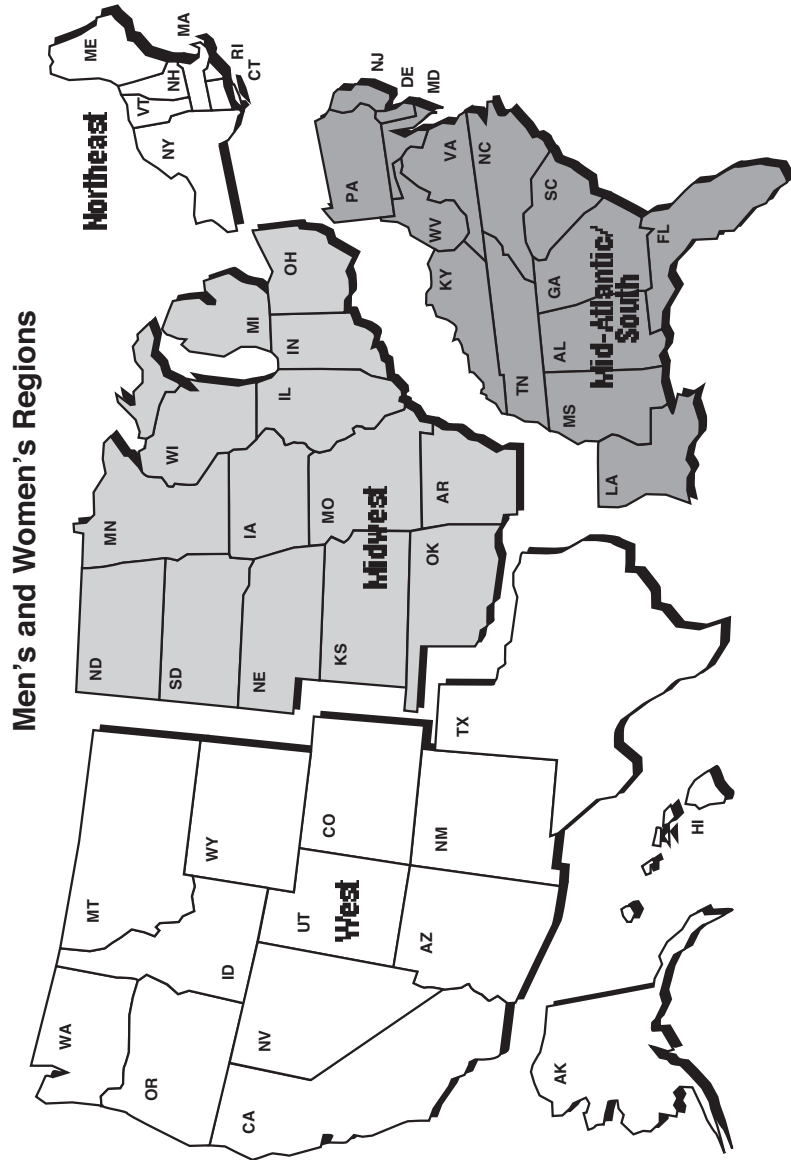 Men's and Women's Regions
Northeast
ME
VT
NH
MA
NY
RI
CT
West
WA
MT
OR
ID
WY
NV
UT
CO
CA
AZ
NM
TX
AK
HI
Midwest
ND
MN
SD
WI
MI
NE
IA
IL
IN
OH
KS
MO
OK
AR
Mid-Atlantic/
South
PA
NJ
DE
MD
WV
VA
KY
NC
TN
SC
MS
AL
GA
LA
FL